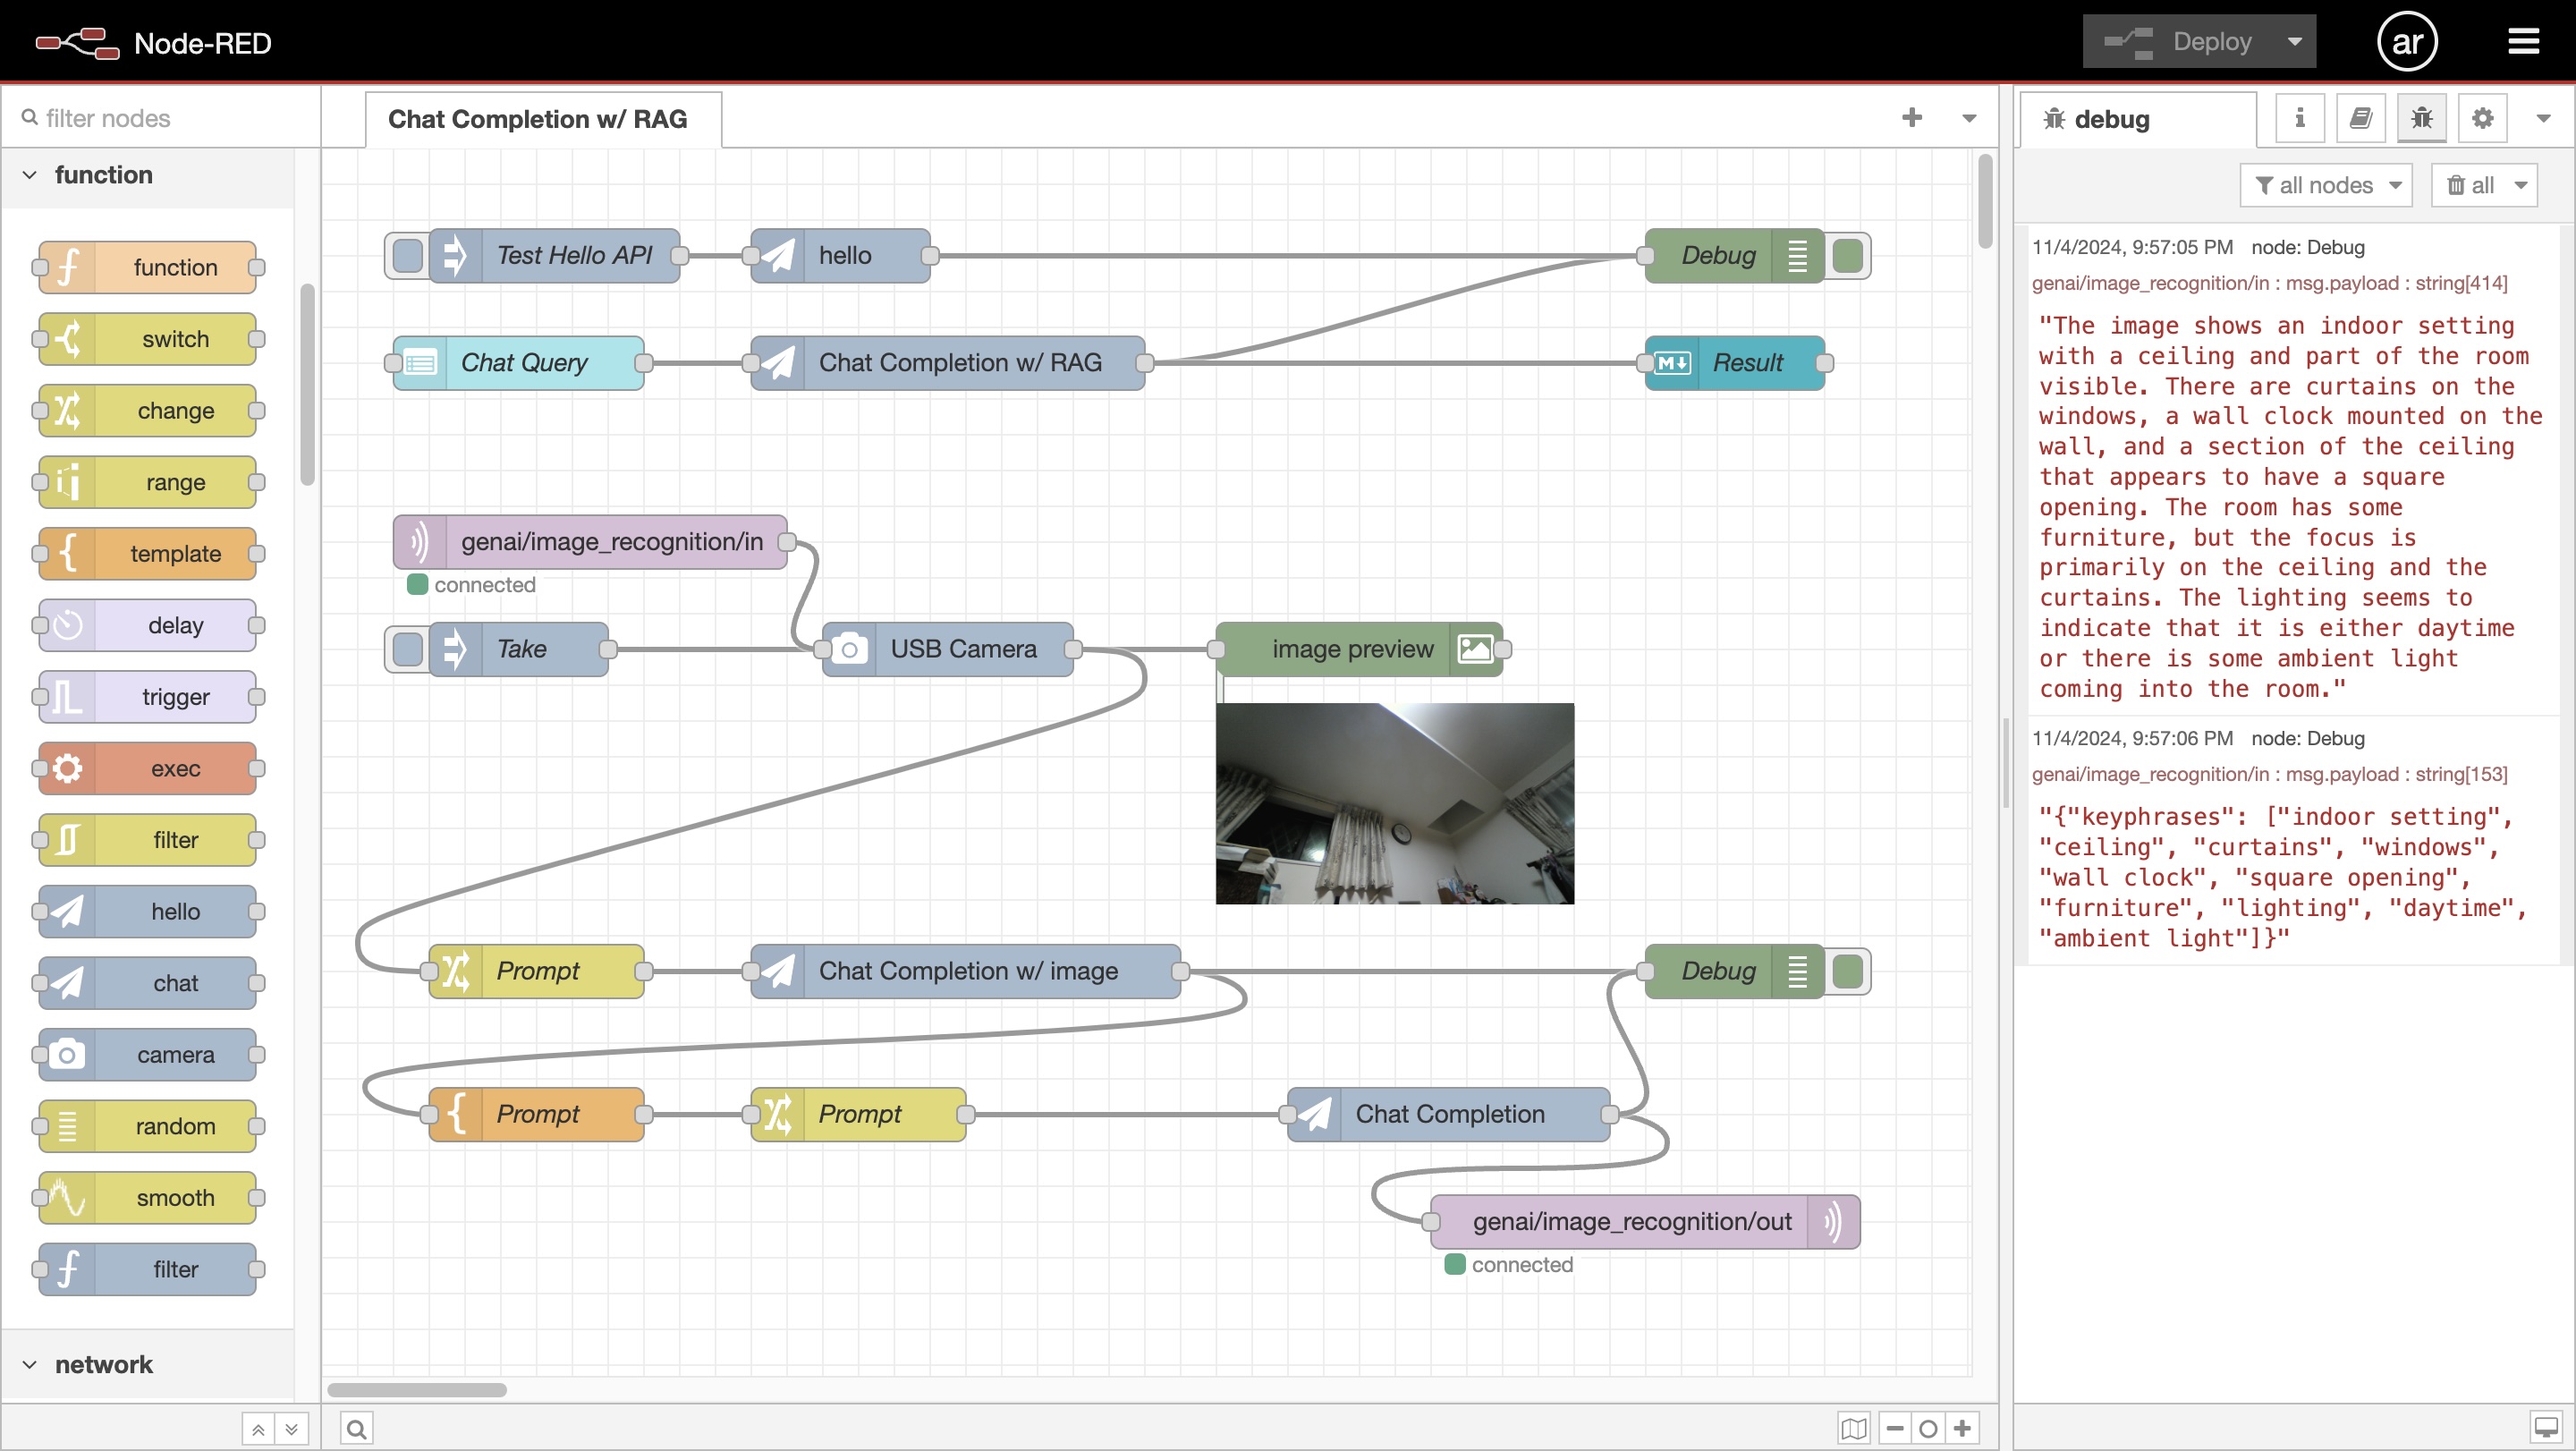 Node-RED
Deploy
ar
filter nodes
Chat Completion w/ RAG
debug
i
all nodes
all
function
function
switch
change
range
template
delay
trigger
exec
filter
hello
chat
camera
random
smooth
filter
network
Test Hello API
hello
Debug
Chat Query
Chat Completion w/ RAG
M
Result
genai/image_recognition/in
connected
Take
USB Camera
image preview
Prompt
Chat Completion w/ image
Debug
Prompt
Prompt
Chat Completion
genai/image_recognition/out
connected
11/4/2024, 9:57:05 PM node: Debug
genai/image_recognition/in : msg.payload : string[414]
"The image shows an indoor setting
with a ceiling and part of the room
visible. There are curtains on the
windows, a wall clock mounted on the
wall, and a section of the ceiling
that appears to have a square
opening. The room has some
furniture, but the focus is
primarily on the ceiling and the
curtains. The lighting seems to
indicate that it is either daytime
or there is some ambient light
coming into the room."
11/4/2024, 9:57:06 PM node: Debug
genai/image_recognition/in : msg.payload : string[153]
"{"keyphrases": ["indoor setting",
"ceiling", "curtains", "windows",
"wall clock", "square opening",
"furniture", "lighting", "daytime",
"ambient light"]}"